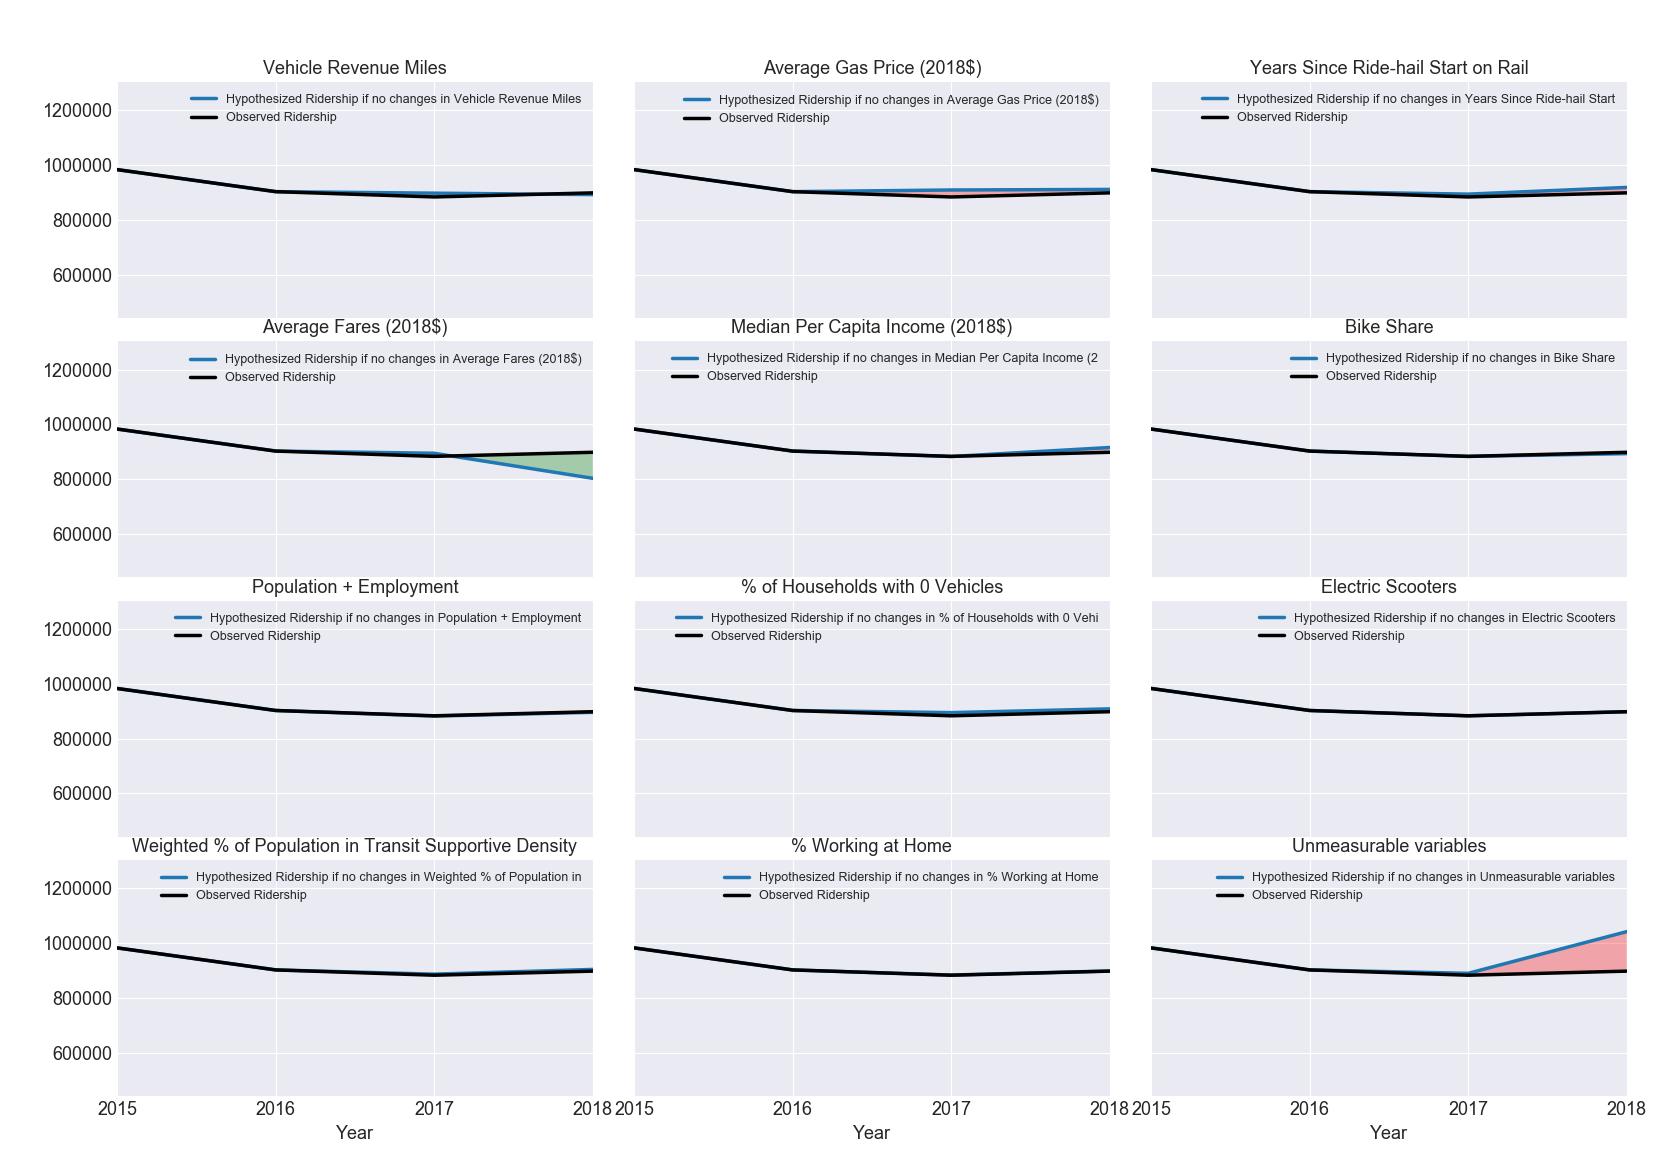 Vehicle Revenue Miles
Hypothesized Ridership if no changes in Vehicle Revenue Miles
Observed Ridership
1200000
1000000
800000
600000
Average Gas Price (2018$)
Hypothesized Ridership if no changes in Average Gas Price (2018$)
Observed Ridership
Years Since Ride-hail Start on Rail
Hypothesized Ridership if no changes in Years Since Ride-hail Start
Observed Ridership
Average Fares (2018$)
Hypothesized Ridership if no changes in Average Fares (2018$)
Observed Ridership
1200000
1000000
800000
600000
Median Per Capita Income (2018$)
Hypothesized Ridership if no changes in Median Per Capita Income (2
Observed Ridership
Bike Share
Hypothesized Ridership if no changes in Bike Share
Observed Ridership
Population + Employment
Hypothesized Ridership if no changes in Population + Employment
Observed Ridership
1200000
1000000
800000
600000
% of Households with 0 Vehicles
Hypothesized Ridership if no changes in % of Households with 0 Vehi
Observed Ridership
Electric Scooters
Hypothesized Ridership if no changes in Electric Scooters
Observed Ridership
Weighted % of Population in Transit Supportive Density
Hypothesized Ridership if no changes in Weighted % of Population in
Observed Ridership
1200000
1000000
800000
600000
2015 2016 2017 2018
Year
% Working at Home
Hypothesized Ridership if no changes in % Working at Home
Observed Ridership
2015 2016 2017 2018
Year
Unmeasurable variables
Hypothesized Ridership if no changes in Unmeasurable variables
Observed Ridership
2015 2016 2017 2018
Year